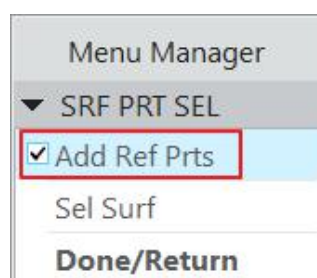 Menu Manager
SRF PRT SEL
Add Ref Prts
Sel Surf
Done/Return